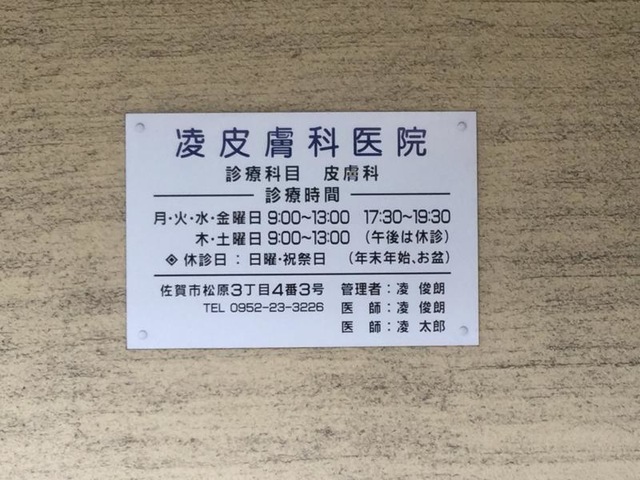 凌皮膚科医院
診療科目 皮膚科
診療時間
月・火・水・金曜日 9:00~13:00 17:30~19:30
木・土曜日 9:00~13:00 (午後は休診)
◈ 休診日:日曜・祝祭日 (年末年始、お盆)
佐賀市松原3丁目4番3号 管理者:凌 俊朗
TEL 0952-23-3226 医 師:凌 俊朗
医 師:凌 太郎